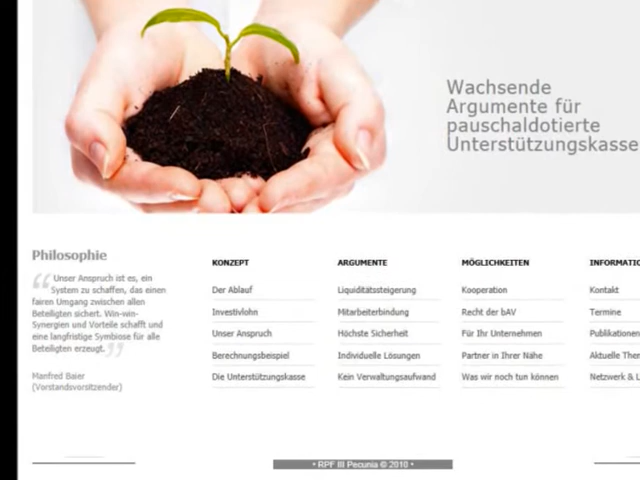 Wachsende
Argumente für
pauschaldotierte
Unterstützungskasse
Philosophie
Unser Anspruch ist es, ein
System zu schaffen, das einen
fairen Umgang zwischen allen
Beteiligten sichert. Win-win-
Synergien und Vorteile schafft und
eine langfristige Symbiose für alle
Beteiligten erzeugt.
Manfred Baier
(Vorstandsvorsitzender)
KONZEPT
Der Ablauf
Investivlohn
Unser Anspruch
Berechnungsbeispiel
Die Unterstützungskasse
ARGUMENTE
Liquiditätssteigerung
Mitarbeiterbindung
Höchste Sicherheit
Individuelle Lösungen
Kein Verwaltungsaufwand
MÖGLICHKEITEN
Kooperation
Recht der bAV
Für Ihr Unternehmen
Partner in Ihrer Nähe
Was wir noch tun können
INFORMATIO
Kontakt
Termine
Publikationen
Aktuelle Ther
Netzwerk & L
• RPF III Pecunia © 2010 •